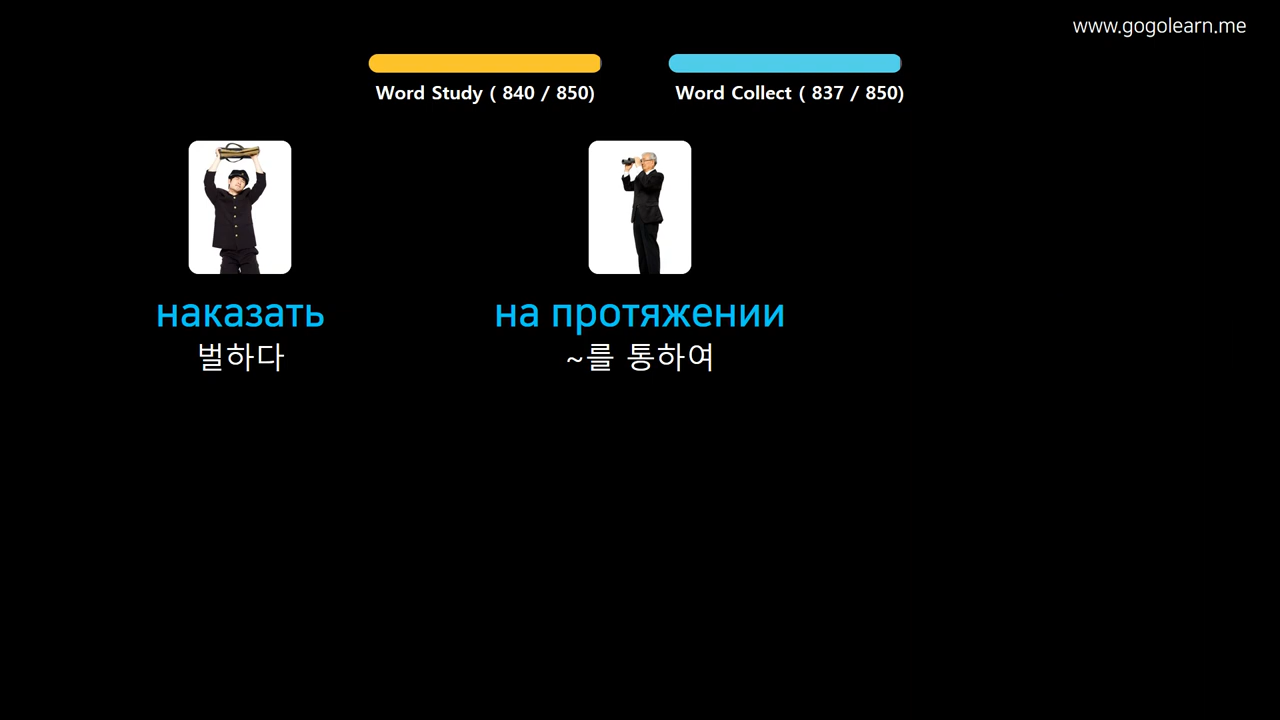 www.gogolearn.me
Word Study ( 840 / 850)
Word Collect ( 837 / 850)
наказать
벌하다
на протяжении
~를 통하여